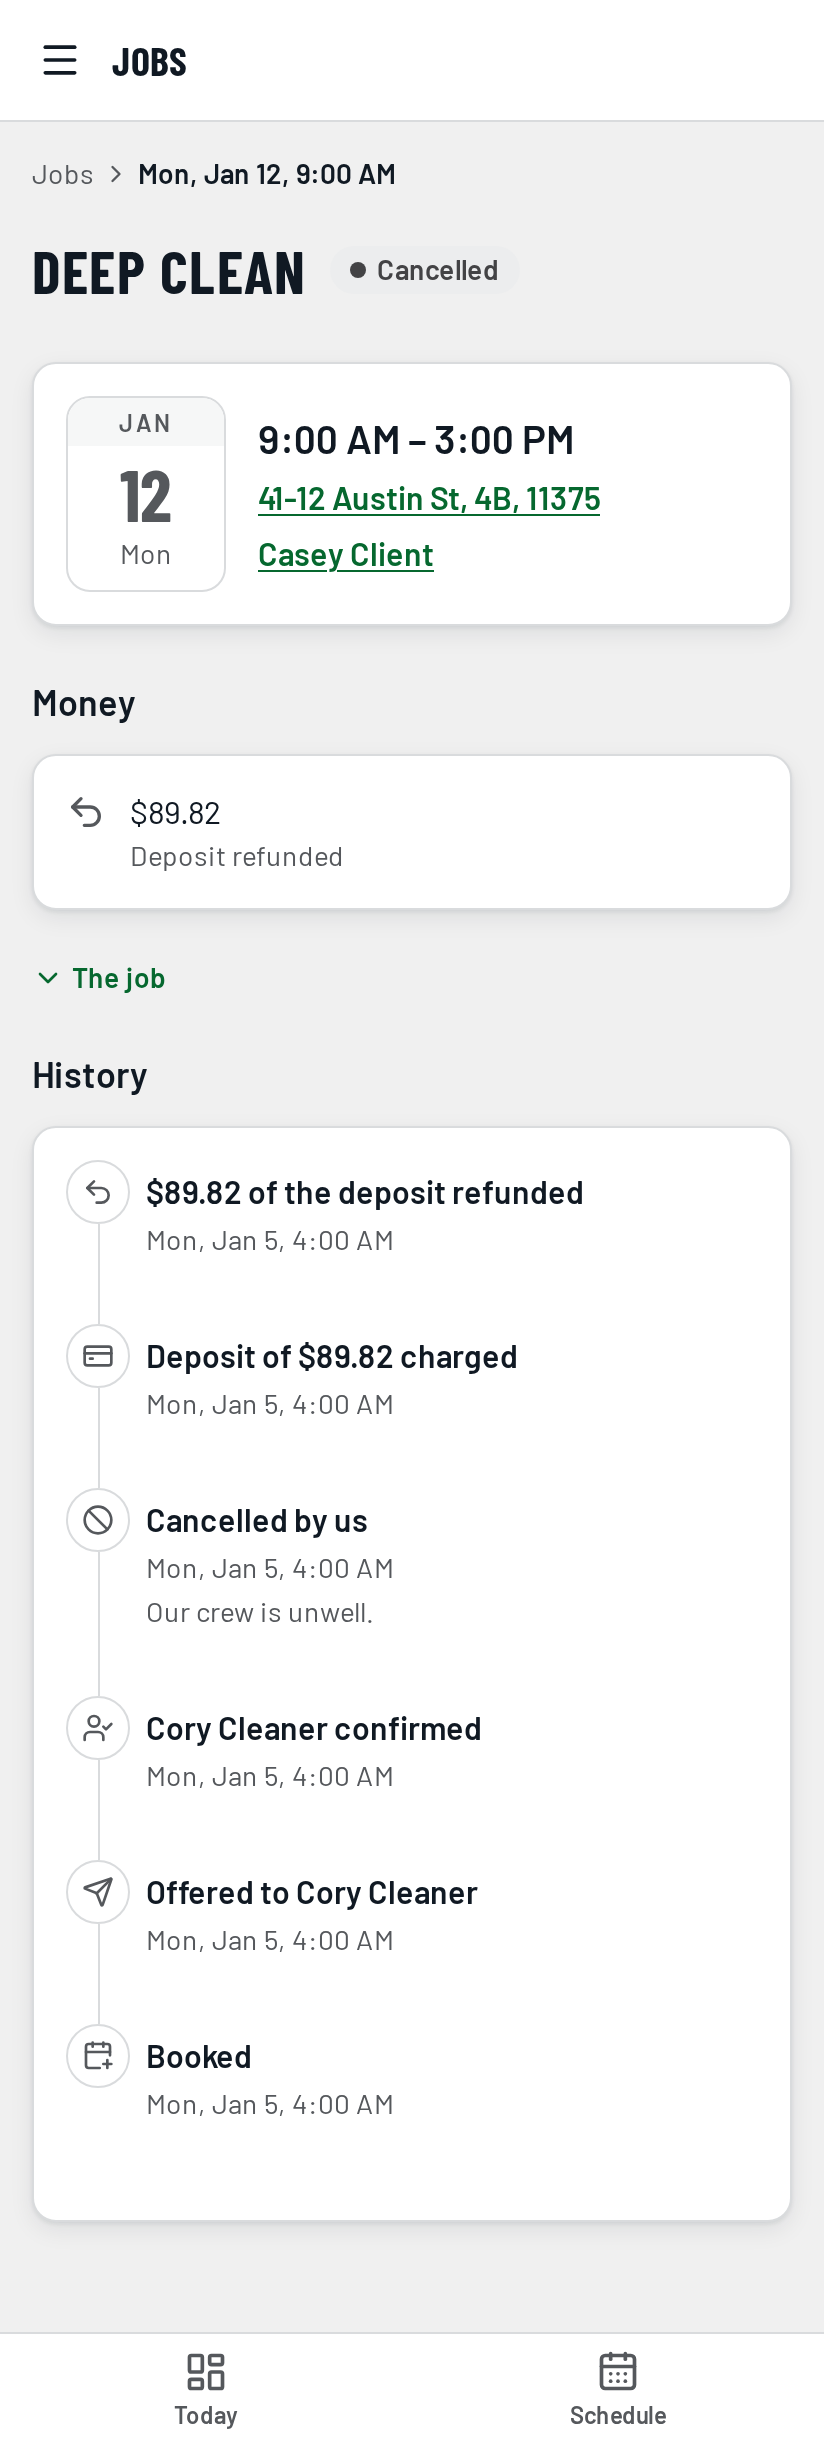 JOBS
Jobs > Mon, Jan 12, 9:00 AM
DEEP CLEAN
Cancelled
JAN
12
Mon
9:00 AM – 3:00 PM
41-12 Austin St, 4B, 11375
Casey Client
Money
$89.82
Deposit refunded
The job
History
$89.82 of the deposit refunded
Mon, Jan 5, 4:00 AM
Deposit of $89.82 charged
Mon, Jan 5, 4:00 AM
Cancelled by us
Mon, Jan 5, 4:00 AM
Our crew is unwell.
Cory Cleaner confirmed
Mon, Jan 5, 4:00 AM
Offered to Cory Cleaner
Mon, Jan 5, 4:00 AM
Booked
Mon, Jan 5, 4:00 AM
Today
Schedule